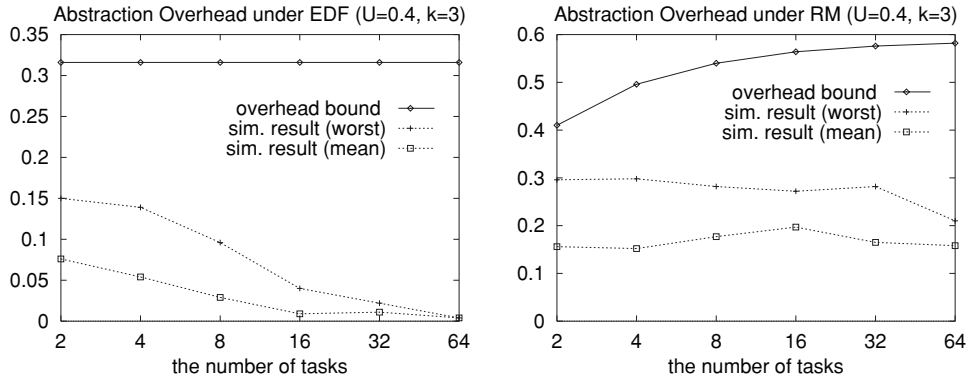 Abstraction Overhead under EDF (U=0.4, k=3)
0.35
0.3
0.25
0.2
0.15
0.1
0.05
0
overhead bound
sim. result (worst)
sim. result (mean)
2 4 8 16 32 64
the number of tasks
Abstraction Overhead under RM (U=0.4, k=3)
0.6
0.5
0.4
0.3
0.2
0.1
0
overhead bound
sim. result (worst)
sim. result (mean)
2 4 8 16 32 64
the number of tasks